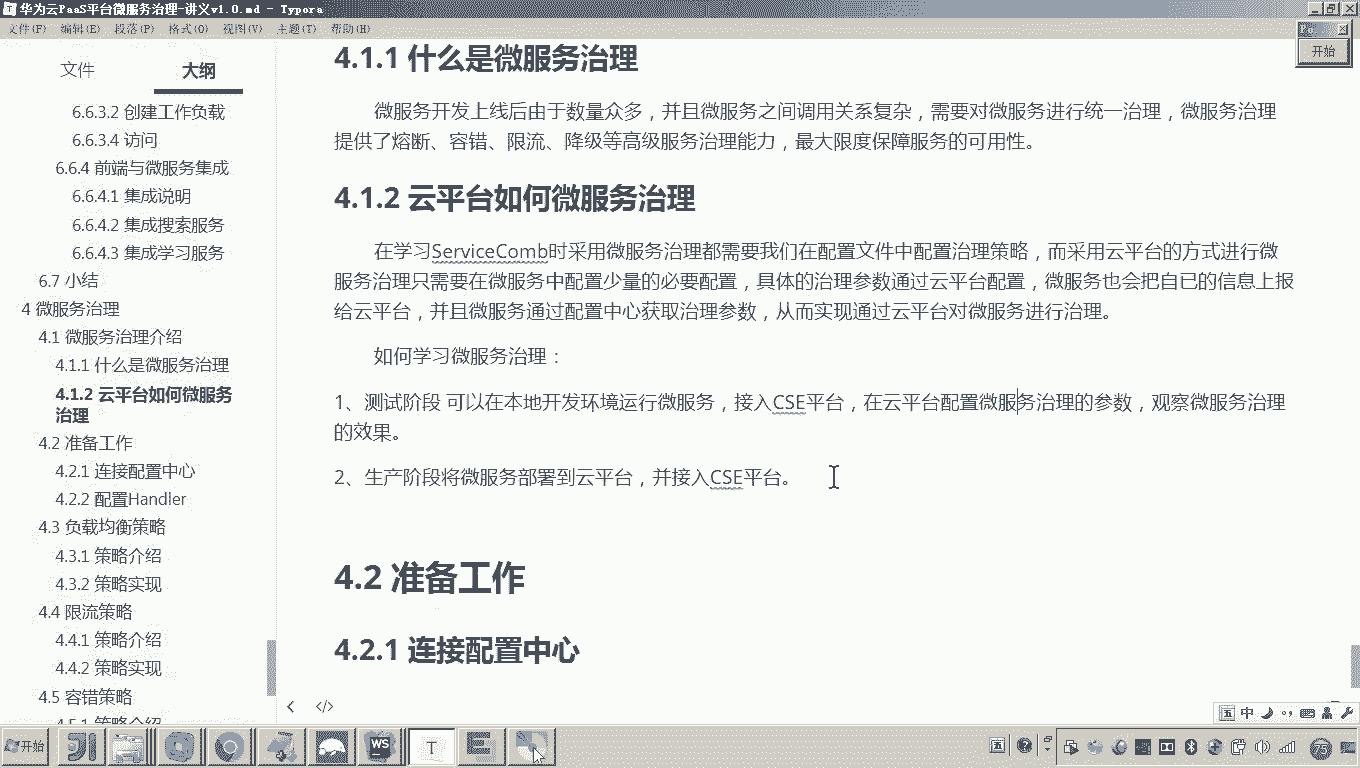 华为云PaaS平台微服务治理-讲义v1.0.md - Typora
文件(F) 编辑(E) 段落(P) 格式(O) 视图(V) 主题(T) 帮助(H)
开始
文件 大纲
6.6.3.2 创建工作负载
6.6.3.4 访问
6.6.4 前端与微服务集成
6.6.4.1 集成说明
6.6.4.2 集成搜索服务
6.6.4.3 集成学习服务
6.7 小结
4 微服务治理
4.1 微服务治理介绍
4.1.1 什么是微服务治理
4.1.2 云平台如何微服务
治理
4.2 准备工作
4.2.1 连接配置中心
4.2.2 配置Handler
4.3 负载均衡策略
4.3.1 策略介绍
4.3.2 策略实现
4.4 限流策略
4.4.1 策略介绍
4.4.2 策略实现
4.5 容错策略
4.5.1 策略介绍
4.1.1 什么是微服务治理
微服务开发上线后由于数量众多，并且微服务之间调用关系复杂，需要对微服务进行统一治理，微服务治理
提供了熔断、容错、限流、降级等高级服务治理能力，最大限度保障服务的可用性。
4.1.2 云平台如何微服务治理
在学习ServiceComb时采用微服务治理都需要我们在配置文件中配置治理策略，而采用云平台的方式进行微
服务治理只需要在微服务中配置少量的必要配置，具体的治理参数通过云平台配置，微服务也会把自已的信息上报
给云平台，并且微服务通过配置中心获取治理参数，从而实现通过云平台对微服务进行治理。
如何学习微服务治理：
1、测试阶段 可以在本地开发环境运行微服务，接入CSE平台，在云平台配置微服务治理的参数，观察微服务治理
的效果。
2、生产阶段将微服务部署到云平台，并接入CSE平台。
4.2 准备工作
4.2.1 连接配置中心
五 中
开始 WS T 五 75